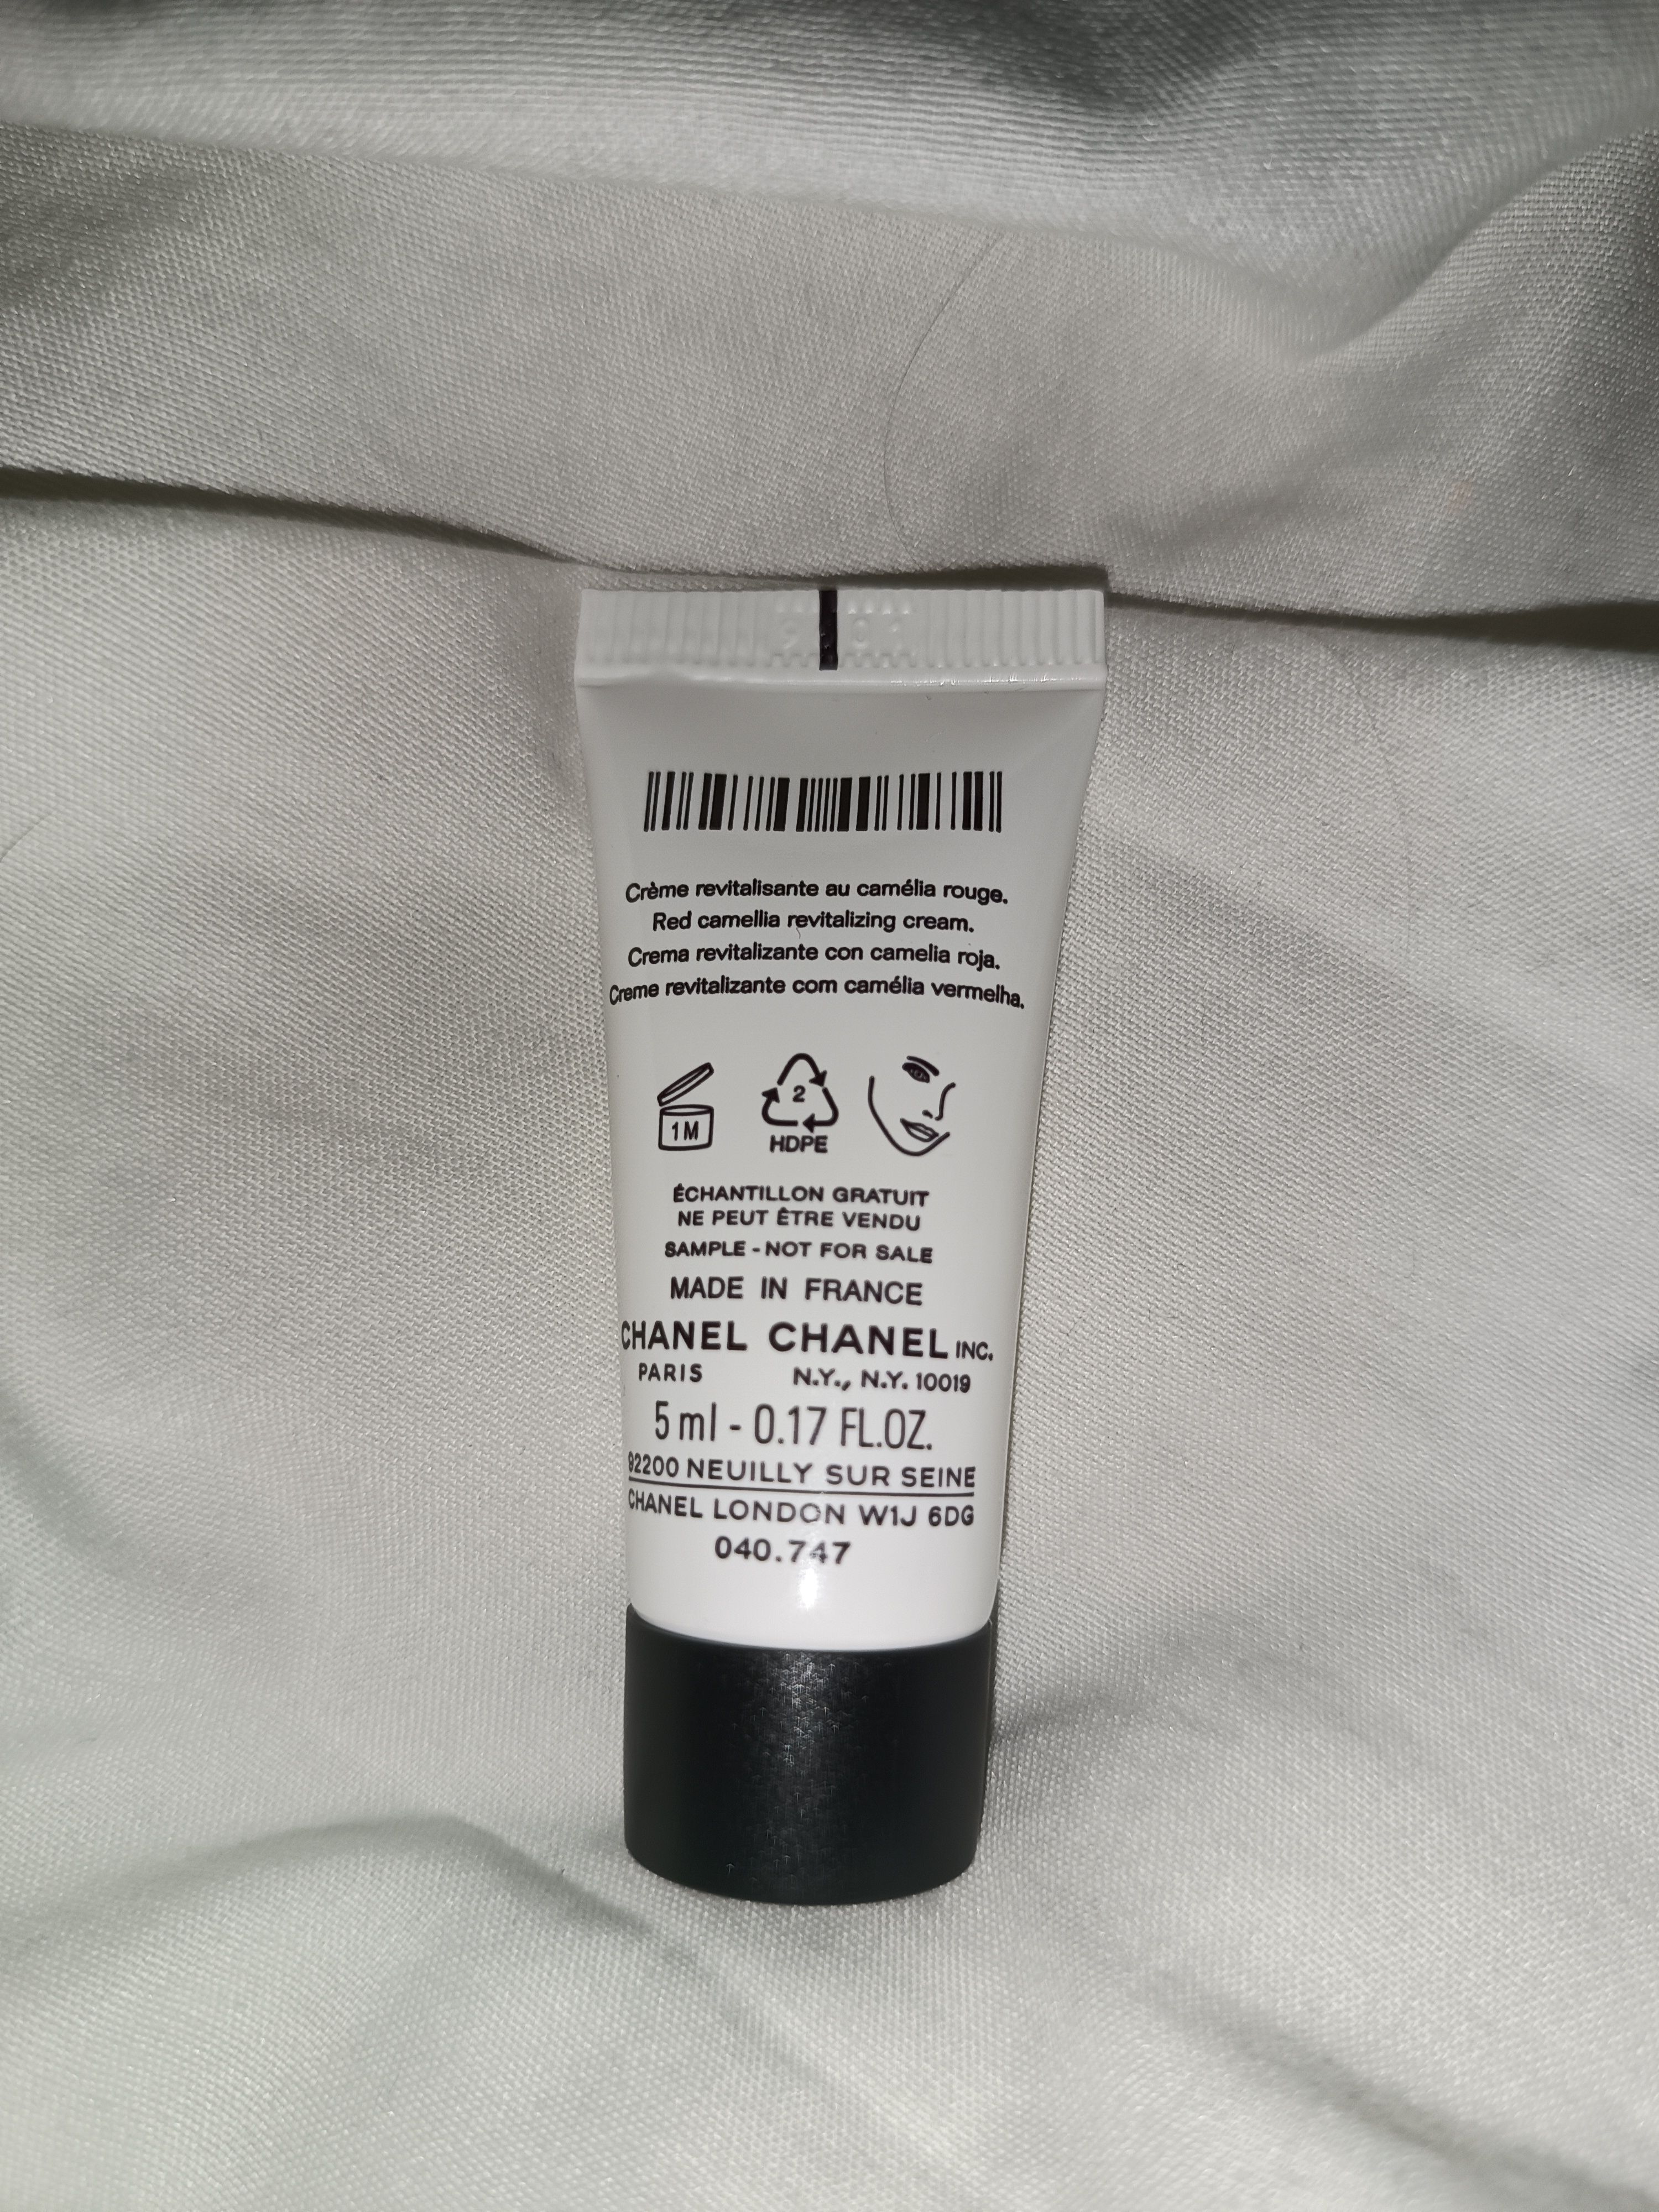 Crème revitalisante au camélia rouge.
Red camellia revitalizing cream.
Crema revitalizante con camelia roja.
Creme revitalizante com camélia vermelha.
1M
2
HDPE
ÉCHANTILLON GRATUIT
NE PEUT ÊTRE VENDU
SAMPLE - NOT FOR SALE
MADE IN FRANCE
CHANEL CHANEL INC.
PARIS N.Y., N.Y. 10019
5 ml - 0.17 FL.OZ.
92200 NEUILLY SUR SEINE
CHANEL LONDON W1J 6DG
040.747